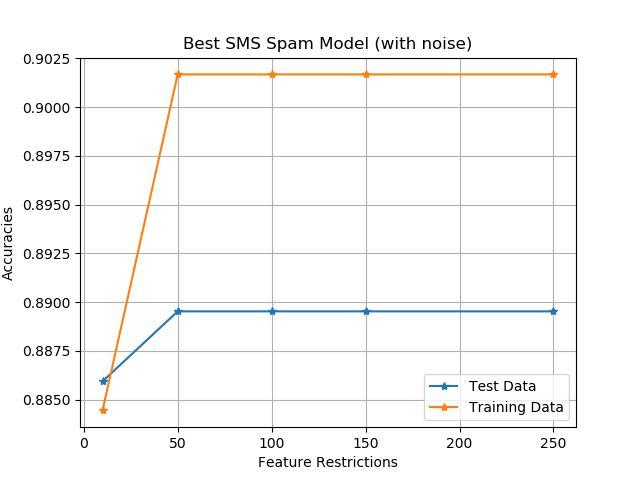 Best SMS Spam Model (with noise)
0.9025
0.9000
0.8975
0.8950
0.8925
0.8900
0.8875
0.8850
Accuracies
Test Data
Training Data
0 50 100 150 200 250
Feature Restrictions